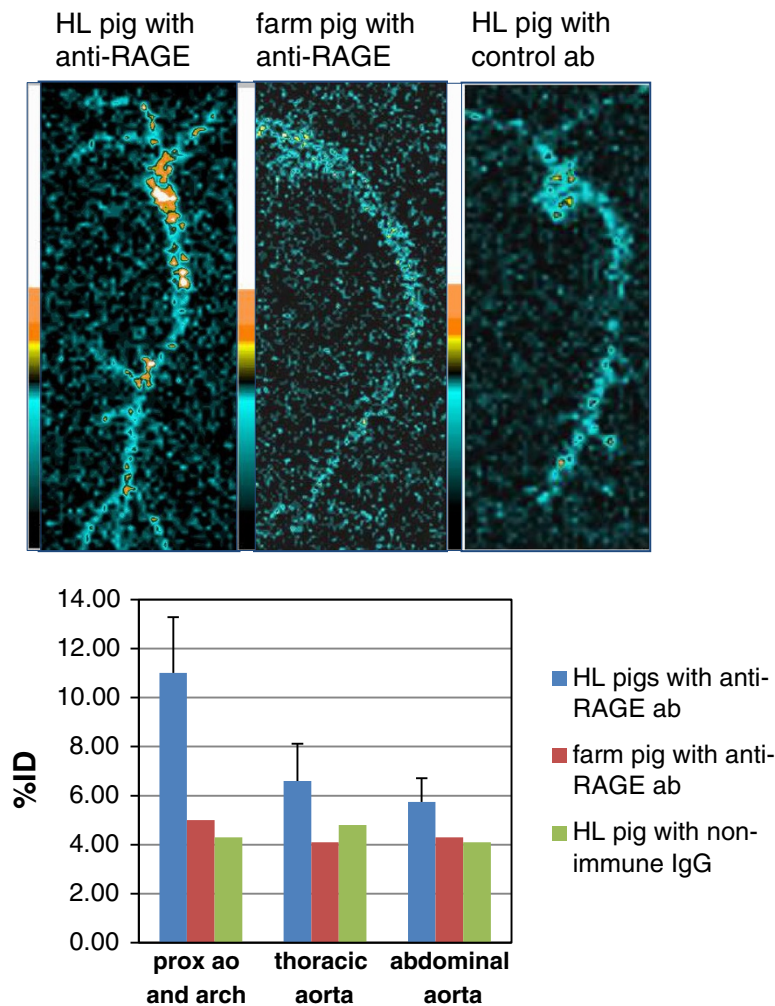 HL pig with
anti-RAGE
farm pig with
anti-RAGE
HL pig with
control ab
14.00
12.00
10.00
8.00
6.00
4.00
2.00
0.00
%ID
prox ao
and arch
thoracic
aorta
abdominal
aorta
HL pigs with anti-
RAGE ab
farm pig with anti-
RAGE ab
HL pig with non-
immune IgG